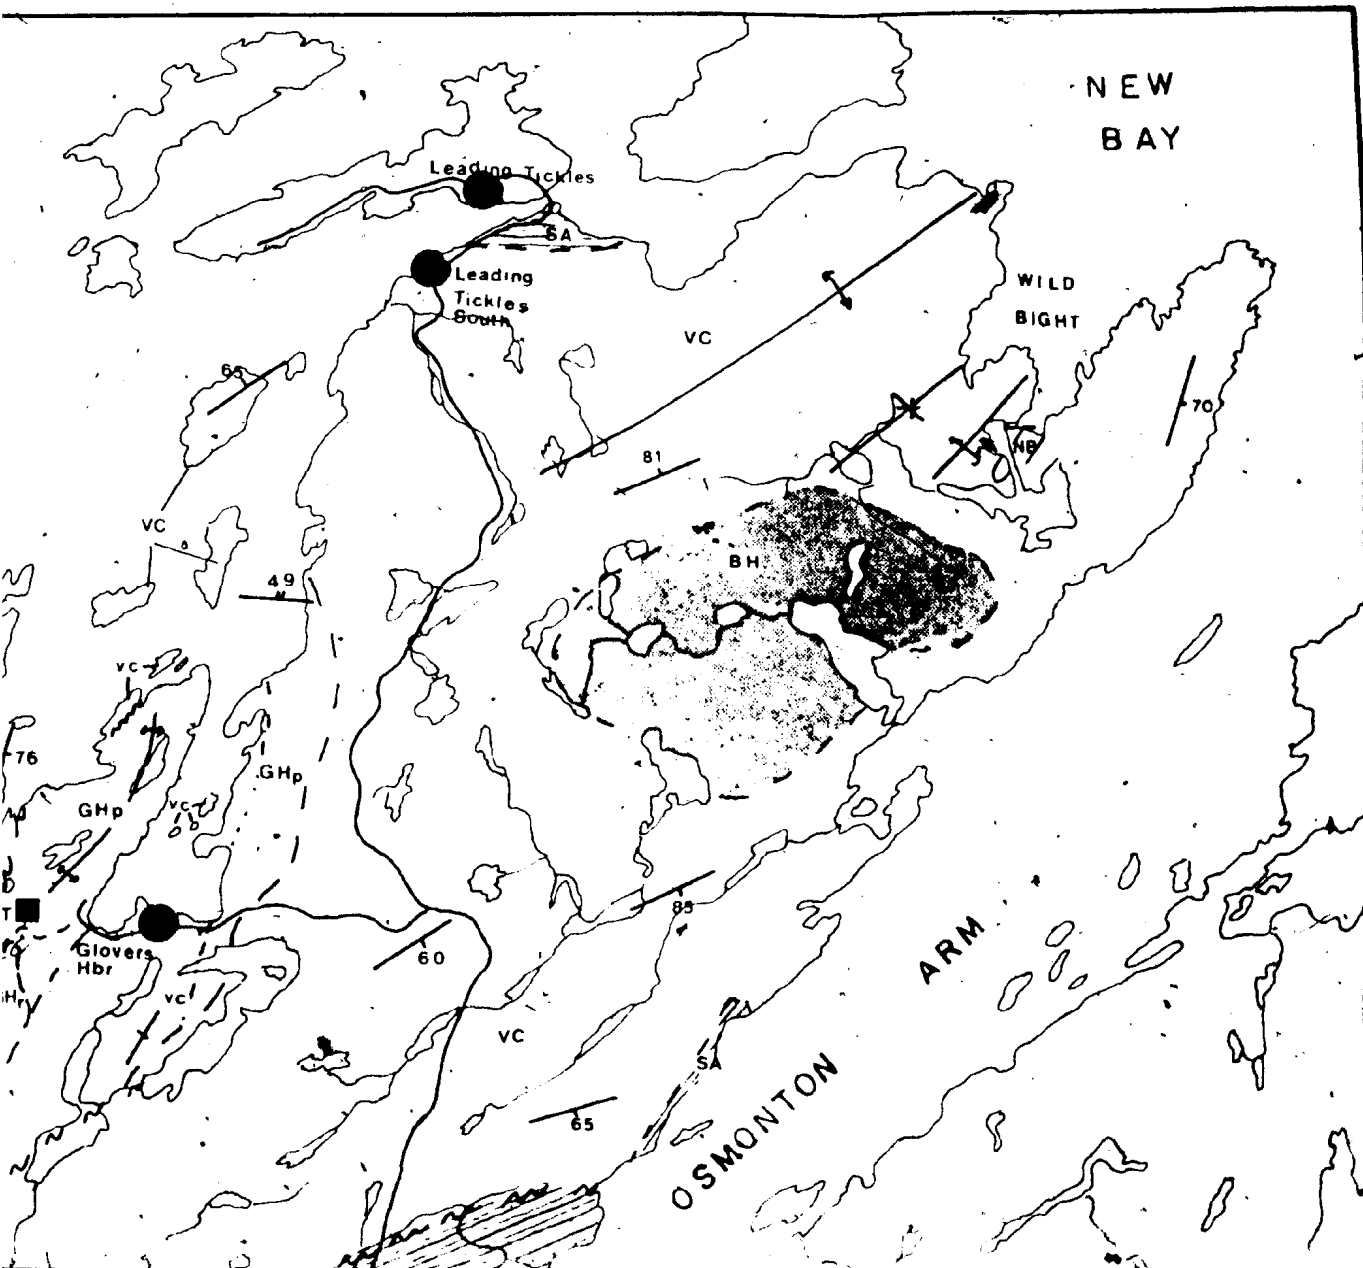 NEW
BAY
Leading Tickles
SA
Leading
Tickles
South
WILD
BIGHT
VC
65
70
81
NB
VC
BH
49
VC
76
GHp
GHp
VC
85
Glovers
Hbr
60
ARM
VC
VC
SA
65
OSMONTON